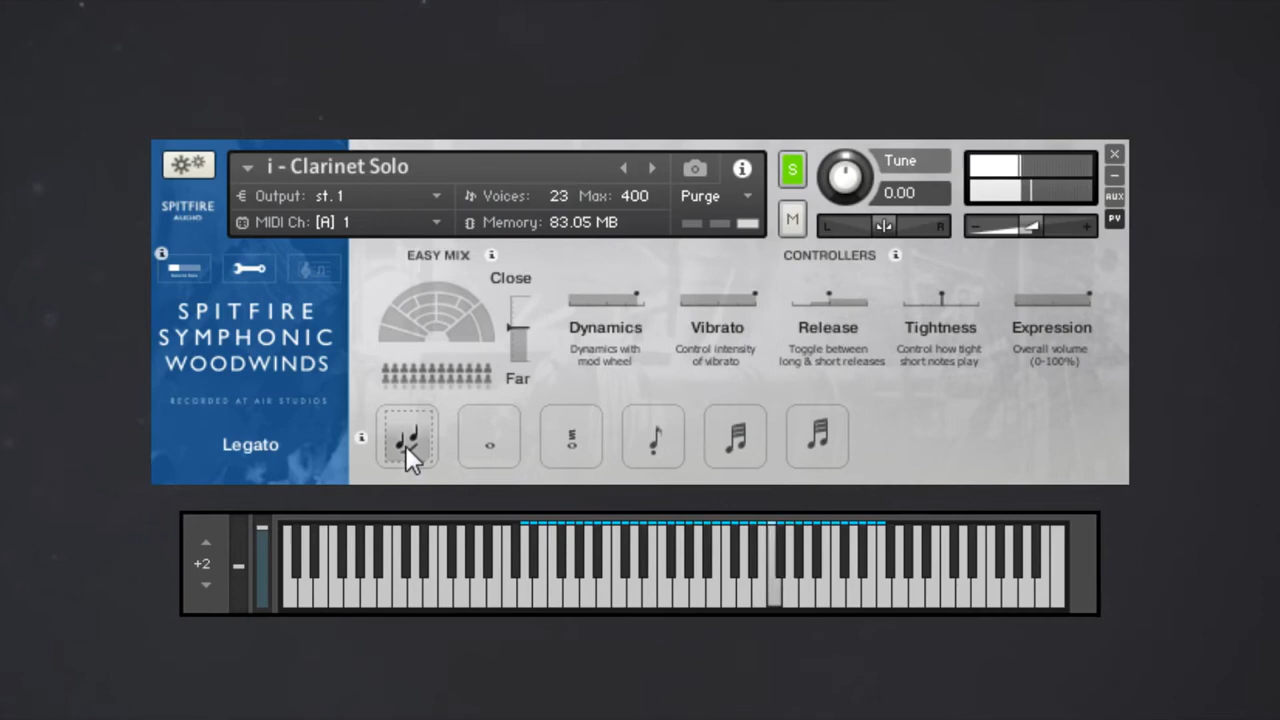 i - Clarinet Solo
Output: st.1
Voices: 23 Max: 400
Purge
MIDI Ch: [A] 1
Memory: 83.05 MB
S
M
Tune
0.00
L R
- +
AUX
PV
SPITFIRE
AUDIO
SPITFIRE
SYMPHONIC
WOODWINDS
RECORDED AT AIR STUDIOS
Legato
EASY MIX
Close
Far
CONTROLLERS
Dynamics
Dynamics with
mod wheel
Vibrato
Control intensity
of vibrato
Release
Toggle between
long & short releases
Tightness
Control how tight
short notes play
Expression
Overall volume
(0-100%)
+2